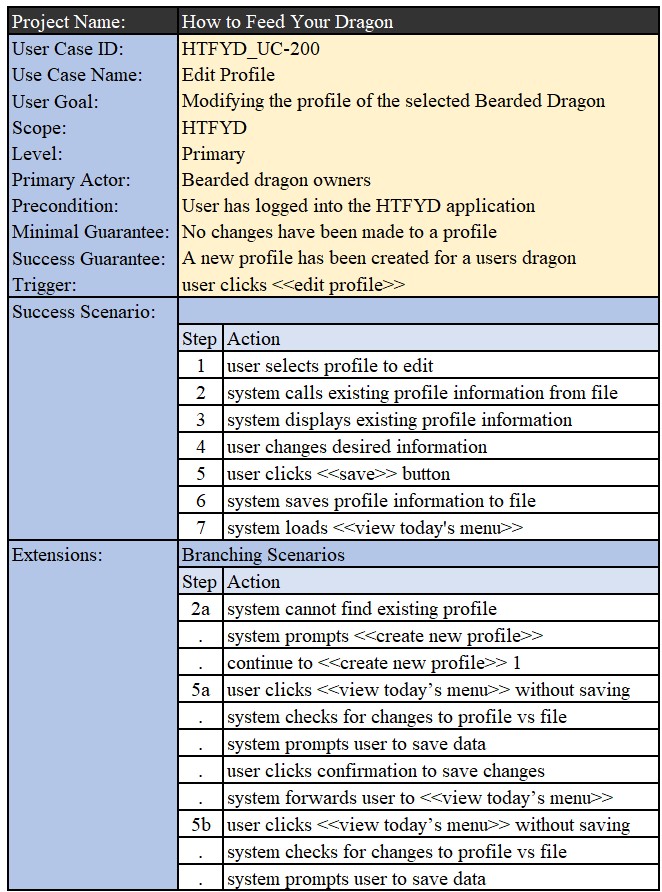 Project Name: How to Feed Your Dragon
User Case ID: HTFYD_UC-200
Use Case Name: Edit Profile
User Goal: Modifying the profile of the selected Bearded Dragon
Scope: HTFYD
Level: Primary
Primary Actor: Bearded dragon owners
Precondition: User has logged into the HTFYD application
Minimal Guarantee: No changes have been made to a profile
Success Guarantee: A new profile has been created for a users dragon
Trigger: user clicks <<edit profile>>
Success Scenario:
Step Action
1 user selects profile to edit
2 system calls existing profile information from file
3 system displays existing profile information
4 user changes desired information
5 user clicks <<save>> button
6 system saves profile information to file
7 system loads <<view today's menu>>
Extensions: Branching Scenarios
Step Action
2a system cannot find existing profile
. system prompts <<create new profile>>
. continue to <<create new profile>> 1
5a user clicks <<view today’s menu>> without saving
. system checks for changes to profile vs file
. system prompts user to save data
. user clicks confirmation to save changes
. system forwards user to <<view today’s menu>>
5b user clicks <<view today’s menu>> without saving
. system checks for changes to profile vs file
. system prompts user to save data